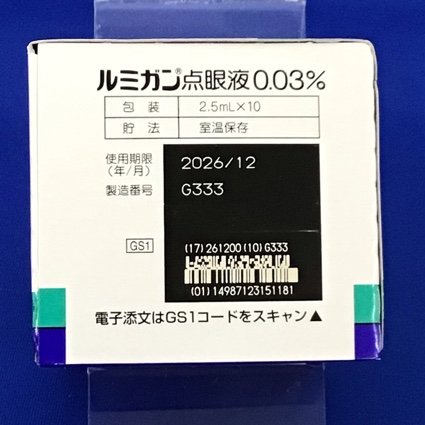 ルミガン®点眼液0.03%
包装 2.5mL×10
貯法 室温保存
使用期限
(年/月) 2026/12
製造番号 G333
GS1 (17)261200(10)G333
(01)14987123151181
電子添文はGS1コードをスキャン▲